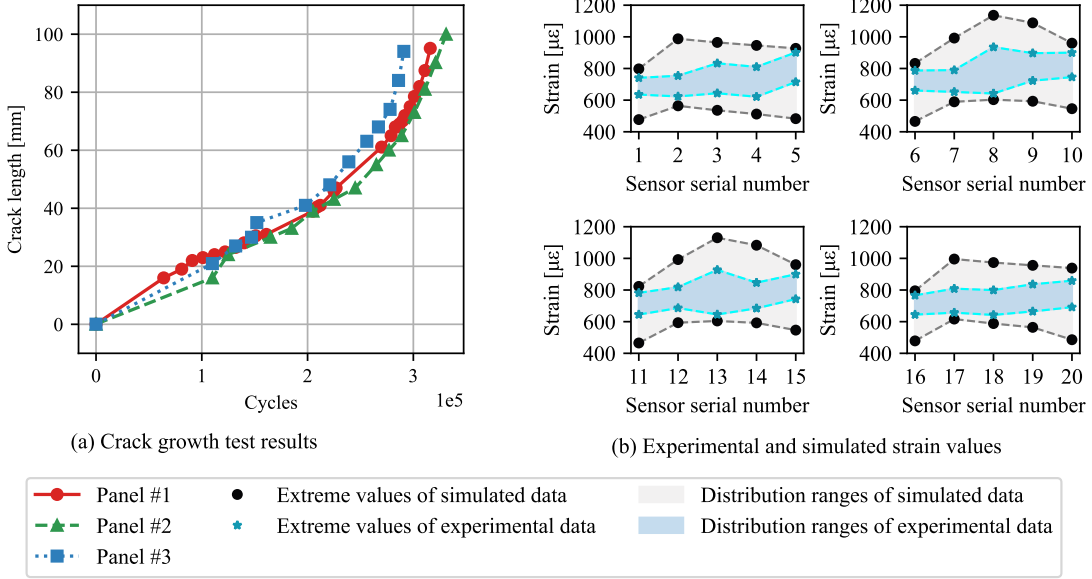 100
80
60
40
20
0
Crack length [mm]
0 1 2 3
Cycles
1e5
(a) Crack growth test results
1200
1000
800
600
400
Strain [με]
1 2 3 4 5
Sensor serial number
1200
1000
800
600
400
Strain [με]
6 7 8 9 10
Sensor serial number
1200
1000
800
600
400
Strain [με]
11 12 13 14 15
Sensor serial number
1200
1000
800
600
400
Strain [με]
16 17 18 19 20
Sensor serial number
(b) Experimental and simulated strain values
Panel #1 Extreme values of simulated data Distribution ranges of simulated data
Panel #2 Extreme values of experimental data Distribution ranges of experimental data
Panel #3